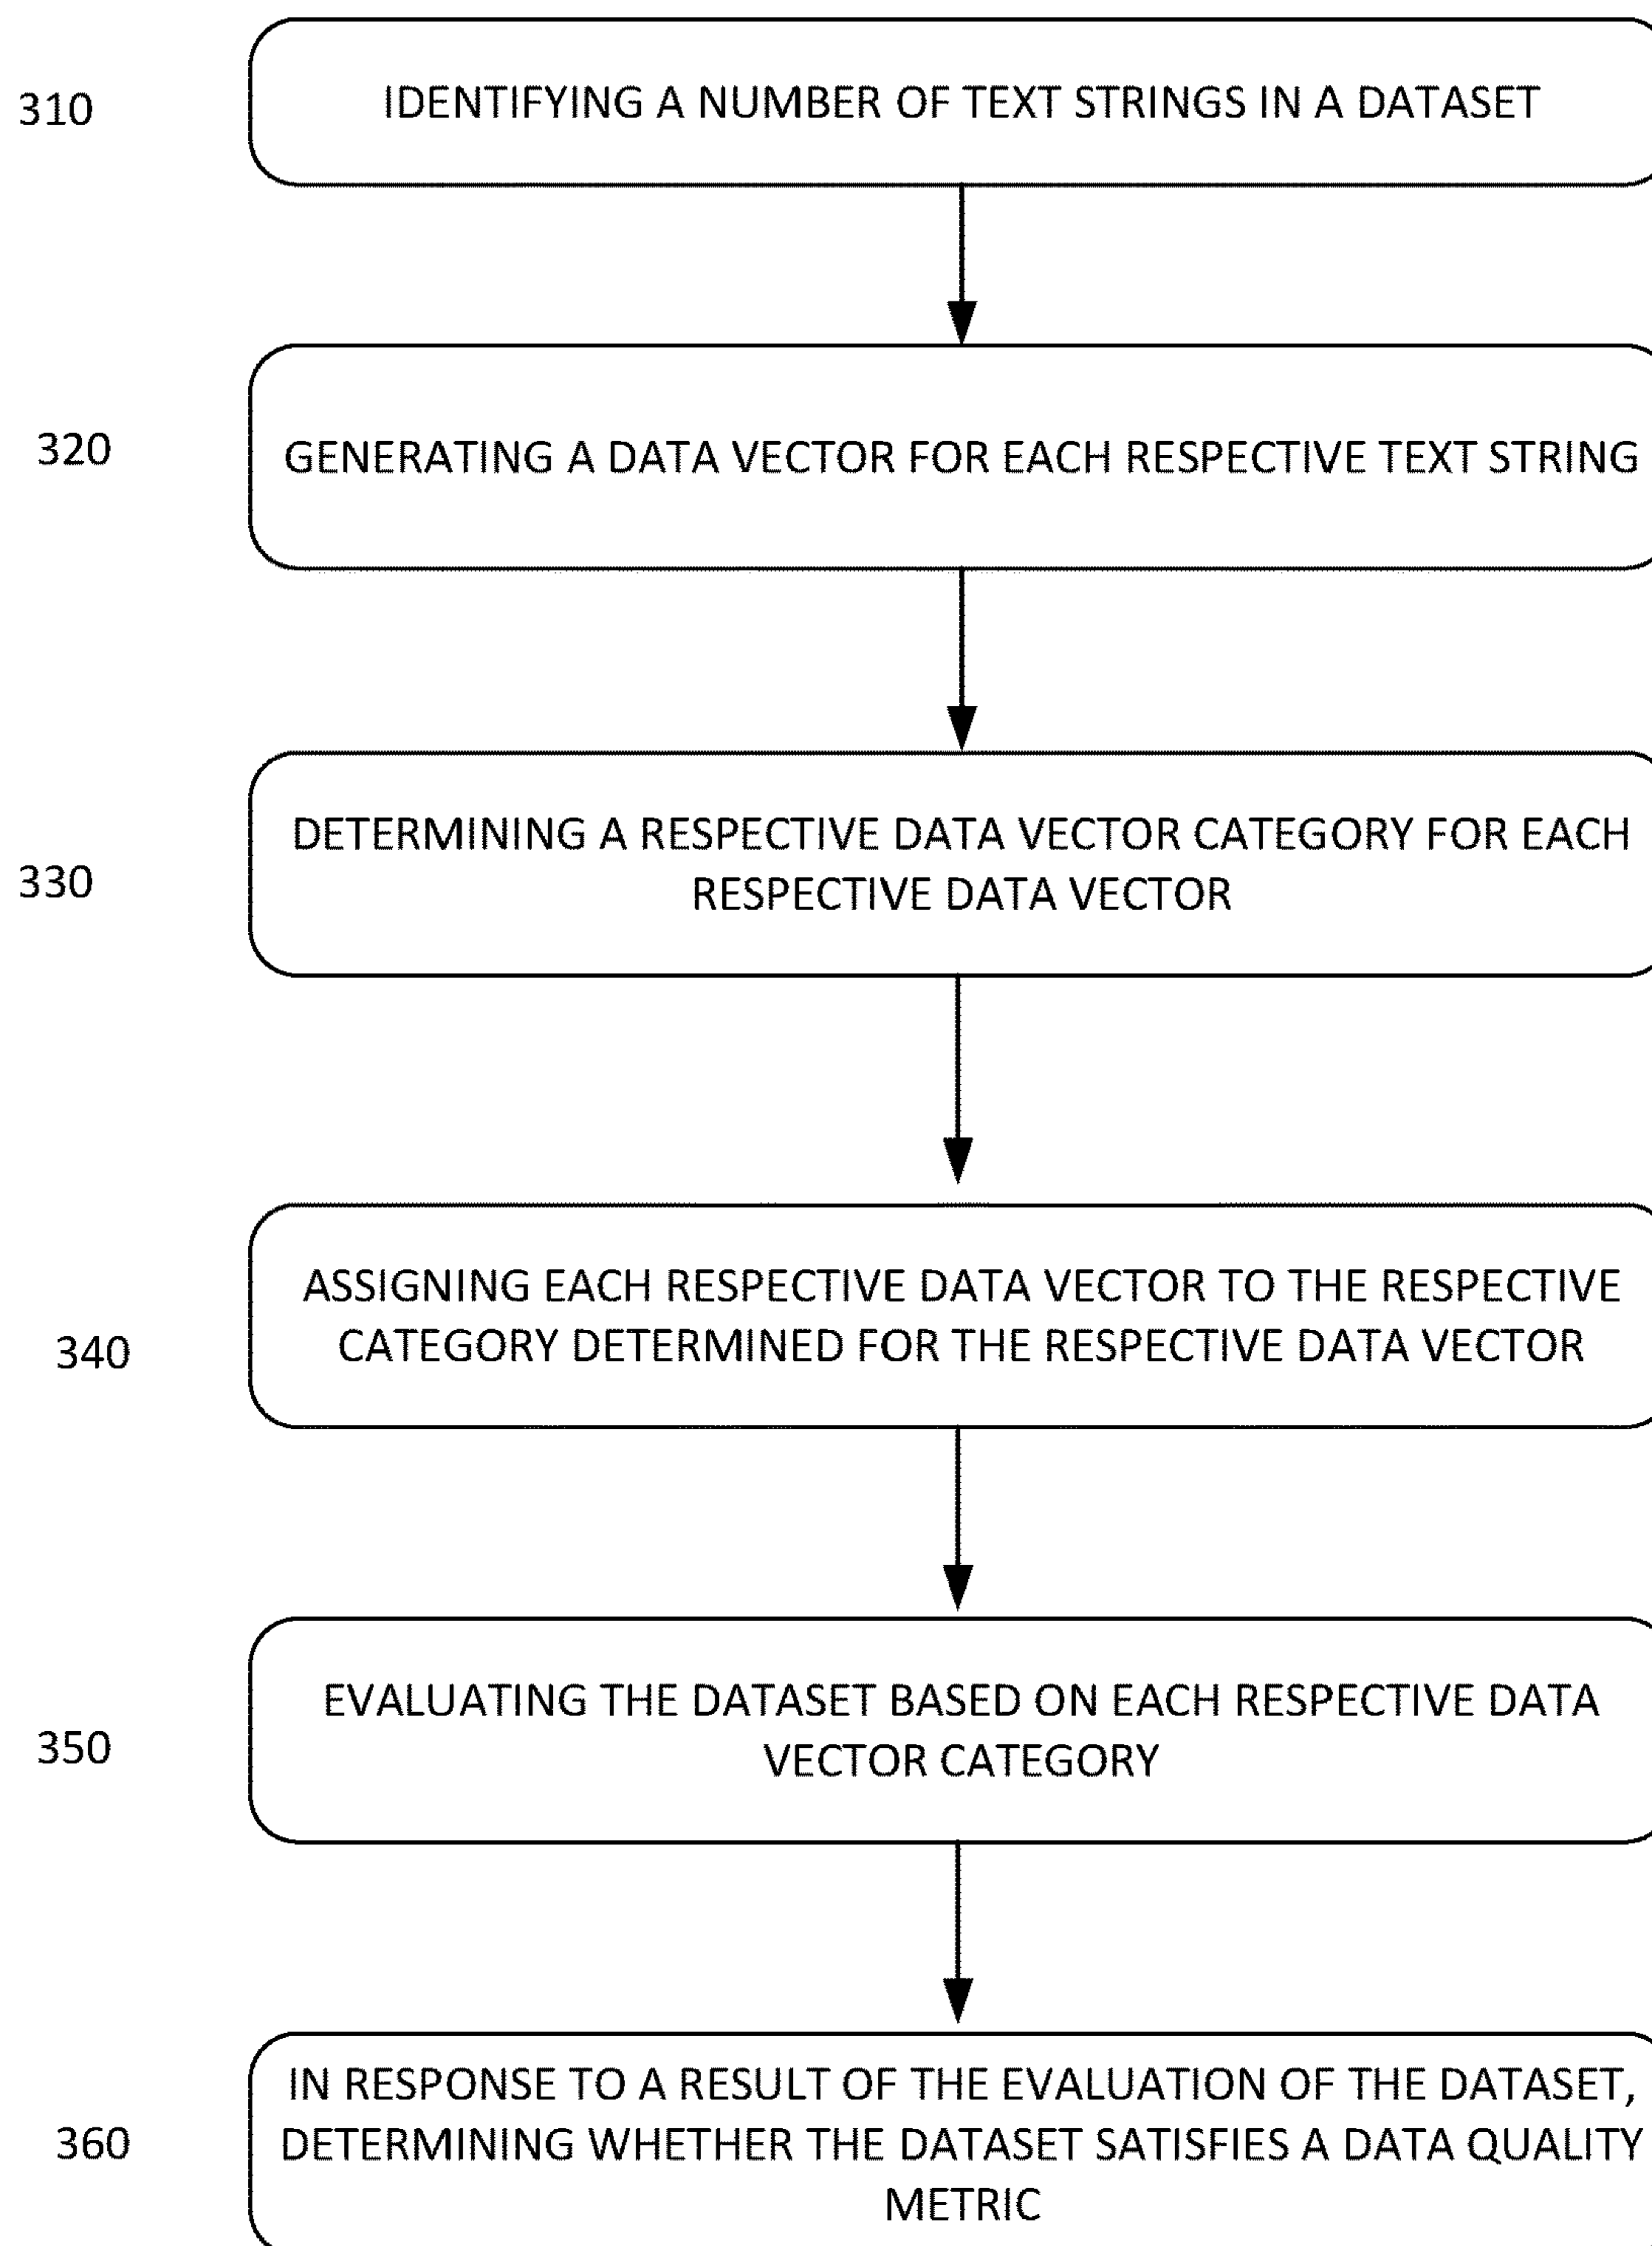 310
IDENTIFYING A NUMBER OF TEXT STRINGS IN A DATASET
320
GENERATING A DATA VECTOR FOR EACH RESPECTIVE TEXT STRING
330
DETERMINING A RESPECTIVE DATA VECTOR CATEGORY FOR EACH
RESPECTIVE DATA VECTOR
340
ASSIGNING EACH RESPECTIVE DATA VECTOR TO THE RESPECTIVE
CATEGORY DETERMINED FOR THE RESPECTIVE DATA VECTOR
350
EVALUATING THE DATASET BASED ON EACH RESPECTIVE DATA
VECTOR CATEGORY
360
IN RESPONSE TO A RESULT OF THE EVALUATION OF THE DATASET,
DETERMINING WHETHER THE DATASET SATISFIES A DATA QUALITY
METRIC